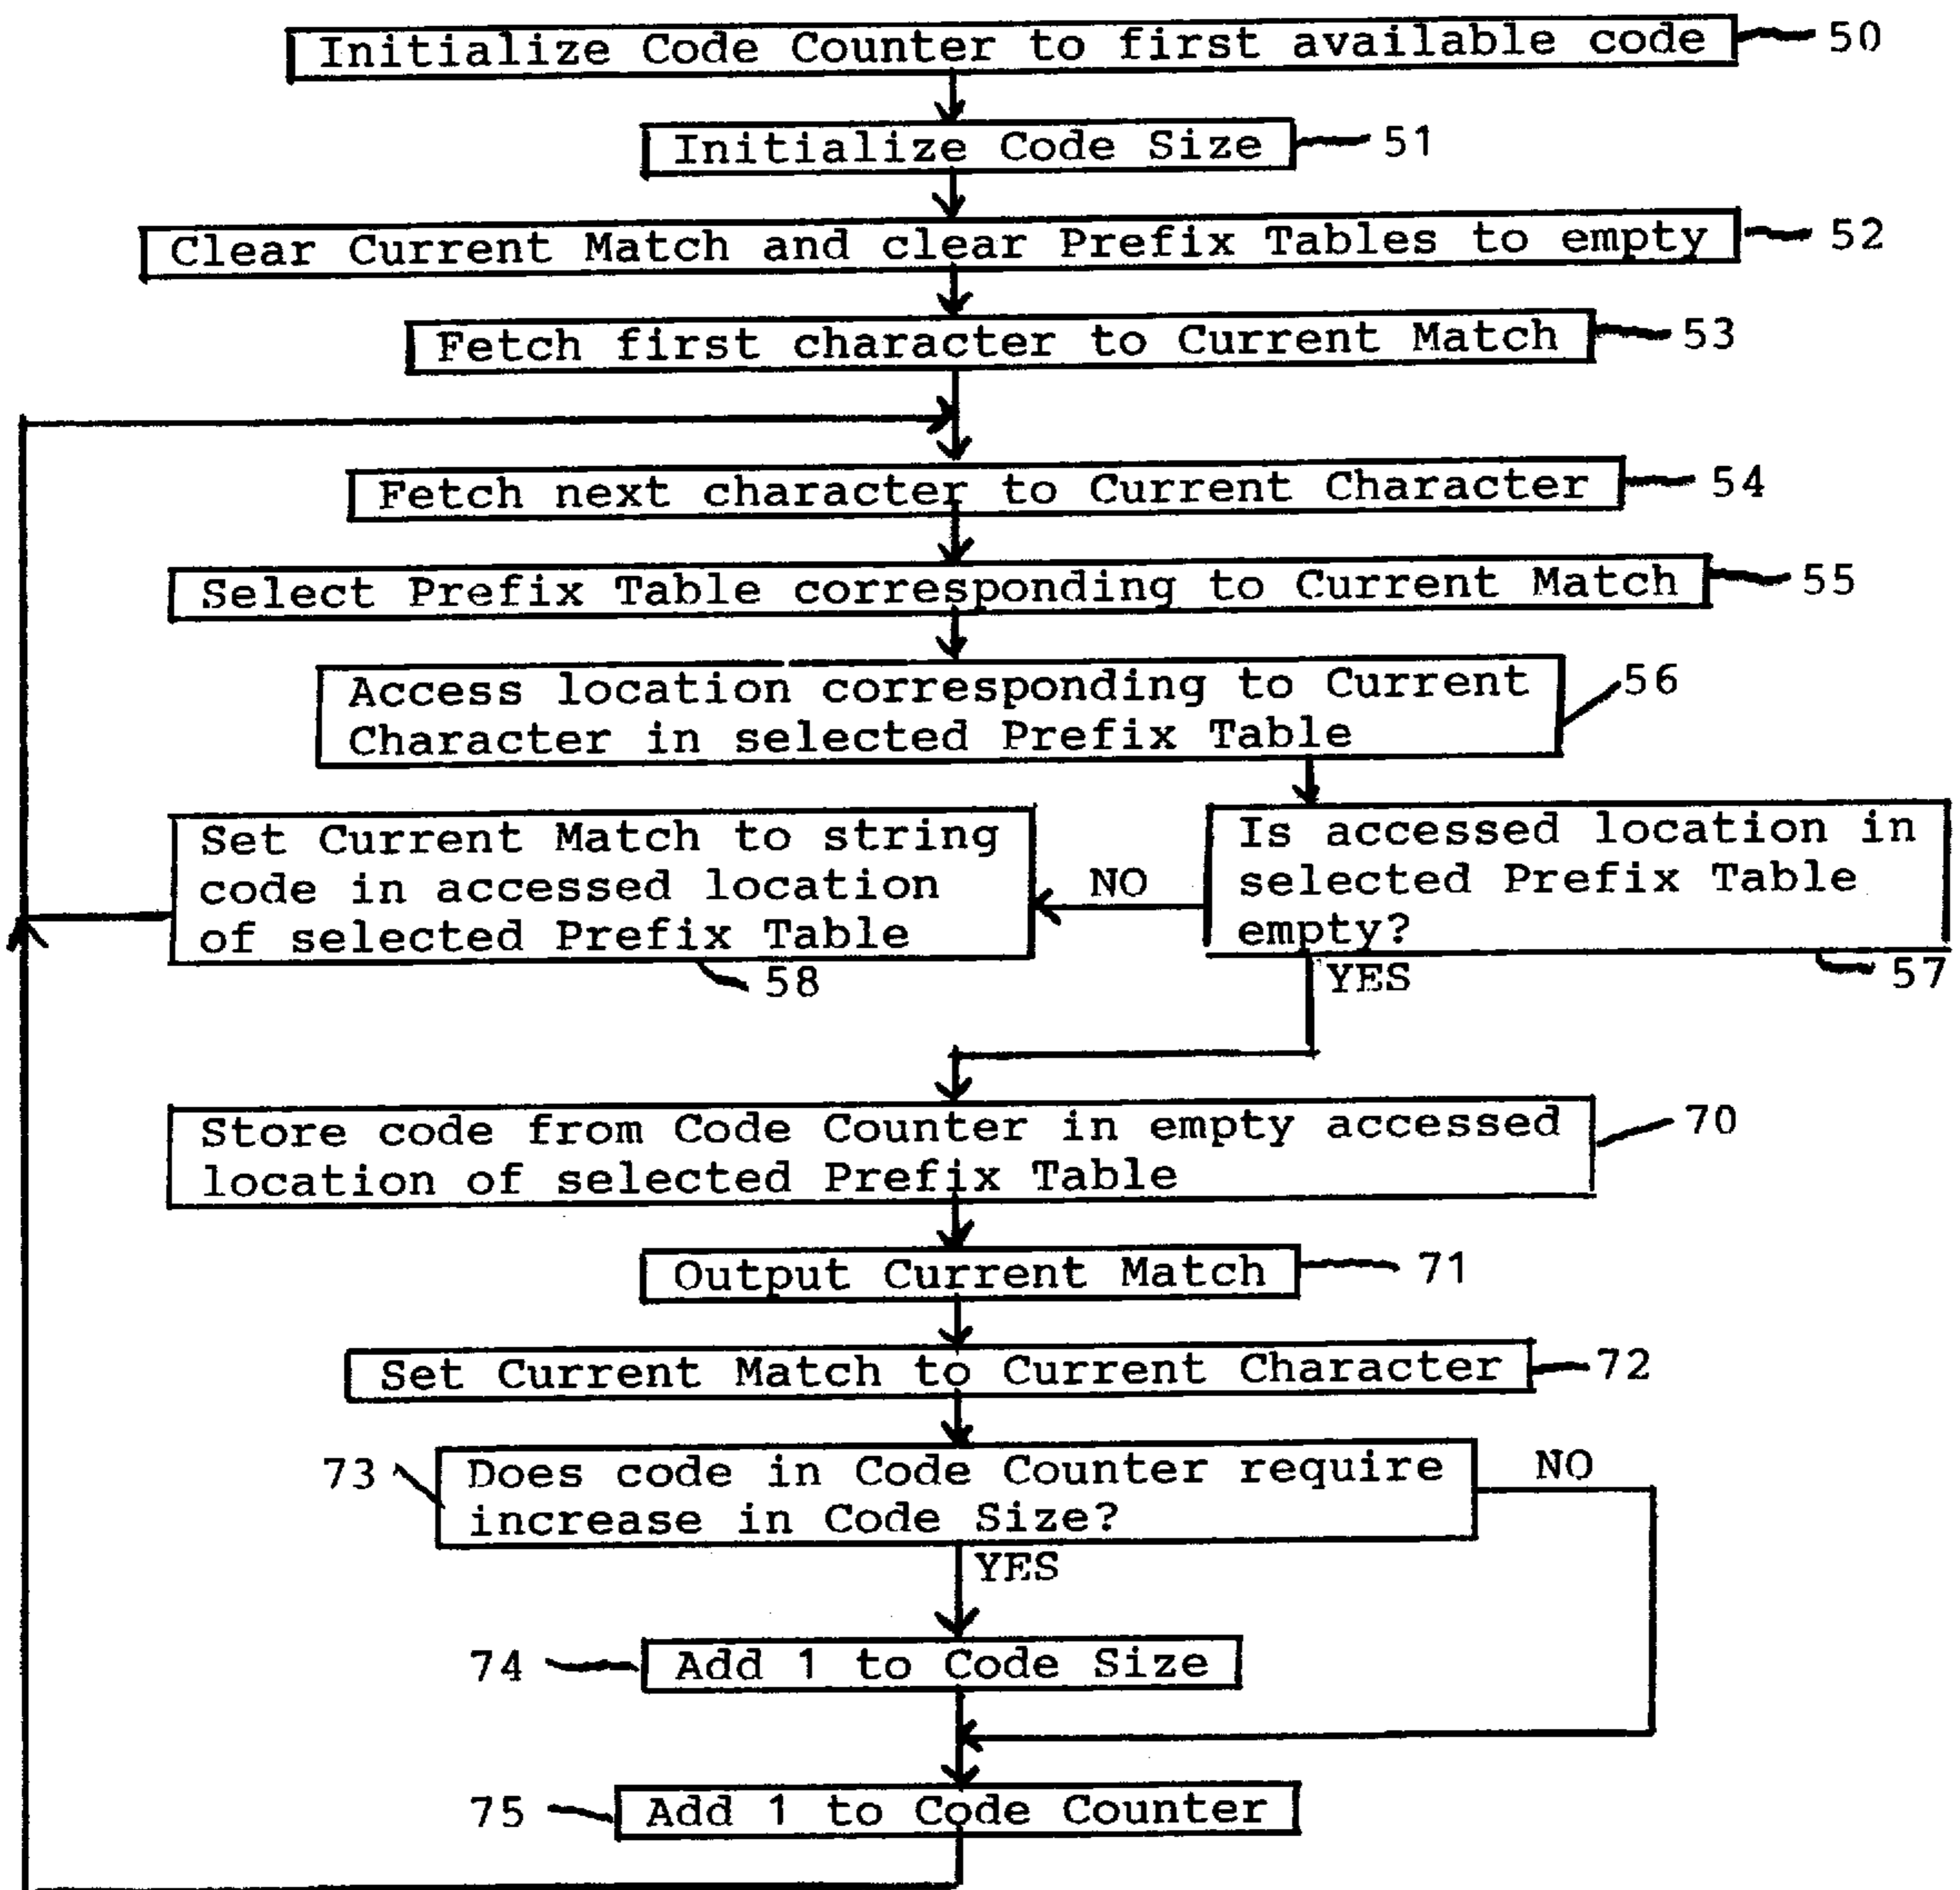 Initialize Code Counter to first available code 50
Initialize Code Size 51
Clear Current Match and clear Prefix Tables to empty 52
Fetch first character to Current Match 53
Fetch next character to Current Character 54
Select Prefix Table corresponding to Current Match 55
Access location corresponding to Current
Character in selected Prefix Table
56
Set Current Match to string
code in accessed location
of selected Prefix Table
58
NO
Is accessed location in
selected Prefix Table
empty?
57
YES
Store code from Code Counter in empty accessed
location of selected Prefix Table
70
Output Current Match 71
Set Current Match to Current Character 72
73
Does code in Code Counter require
increase in Code Size?
NO
YES
74 Add 1 to Code Size
75 Add 1 to Code Counter